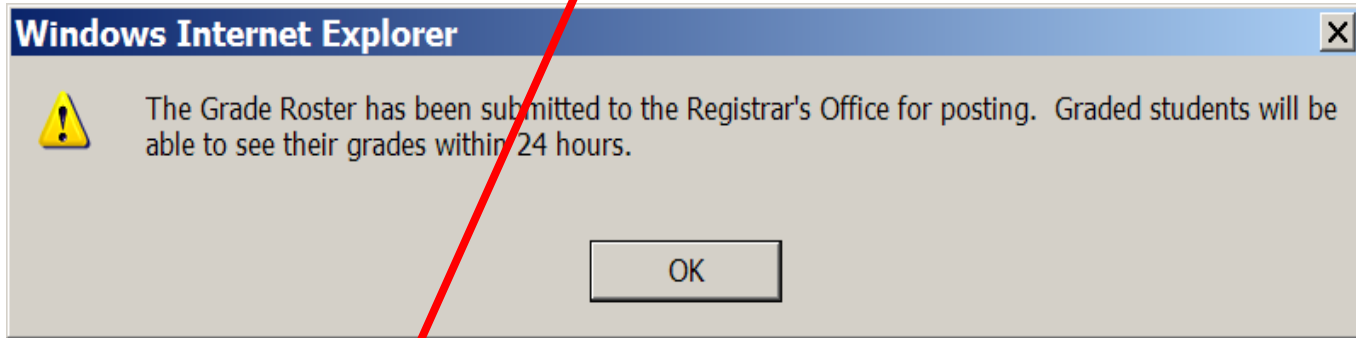 Windows Internet Explorer
The Grade Roster has been submitted to the Registrar's Office for posting.  Graded students will be
able to see their grades within 24 hours.
OK